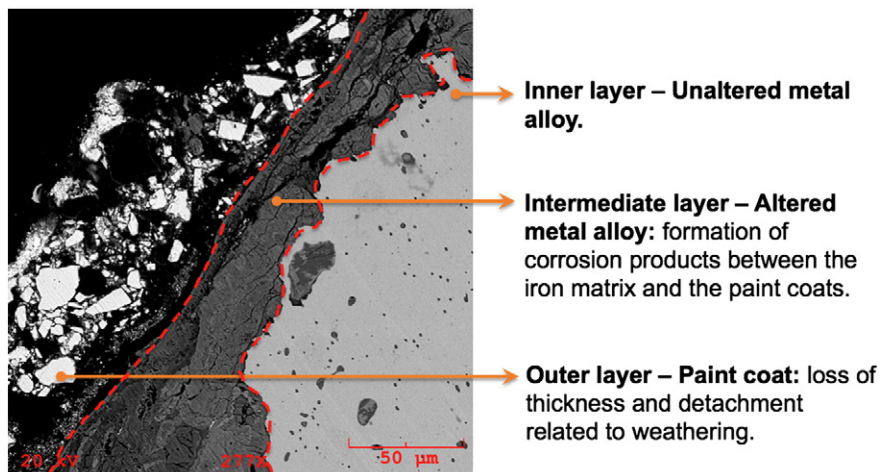 Inner layer – Unaltered metal
alloy.
Intermediate layer – Altered
metal alloy: formation of
corrosion products between the
iron matrix and the paint coats.
Outer layer – Paint coat: loss of
thickness and detachment
related to weathering.
20 kV 277X 50 µm